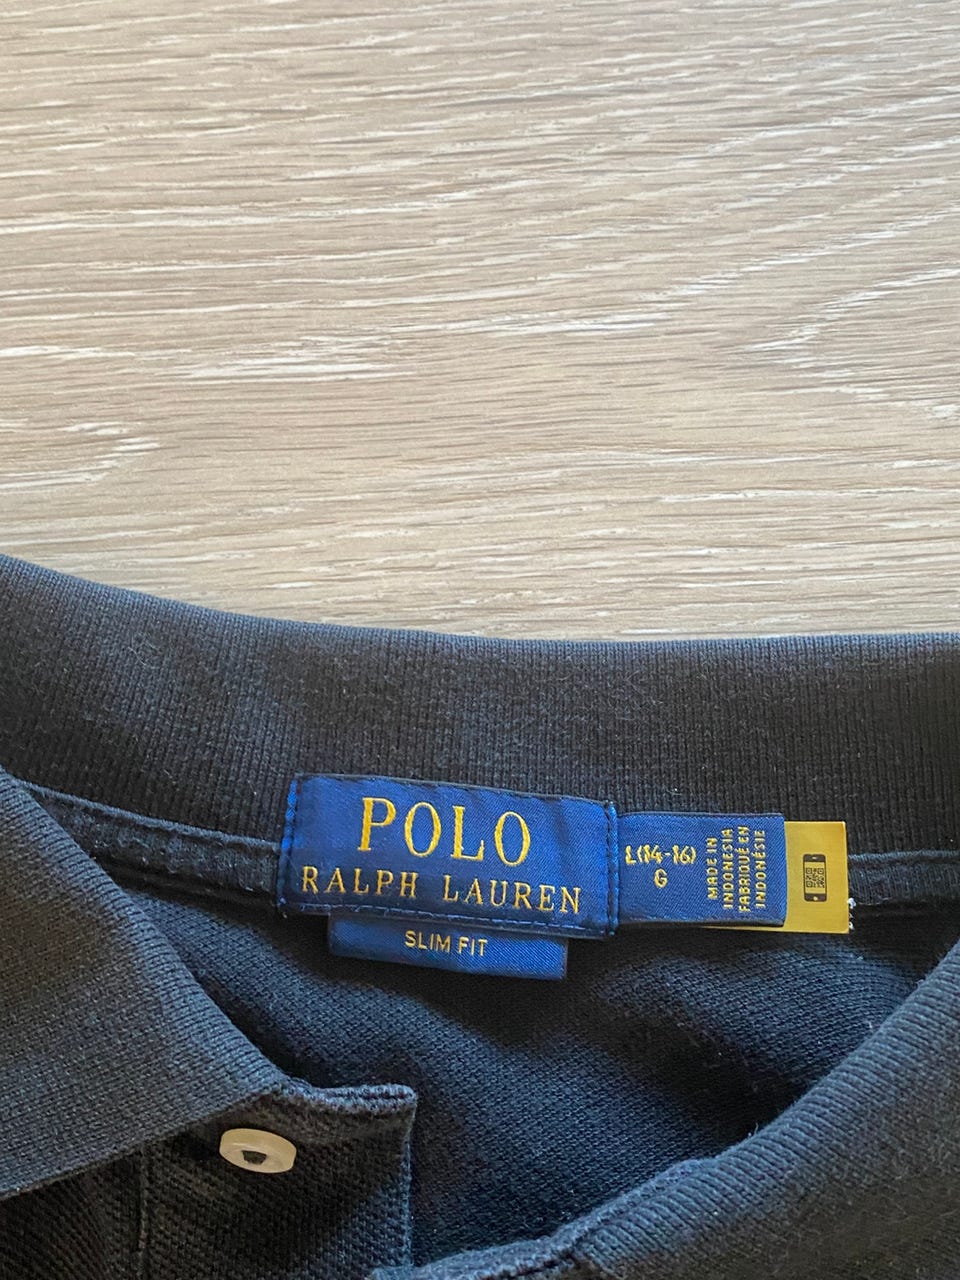 POLO
RALPH LAUREN
SLIM FIT
L(14-16)
G
MADE IN
INDONESIA
FABRIQUÉ EN
INDONÉSIE